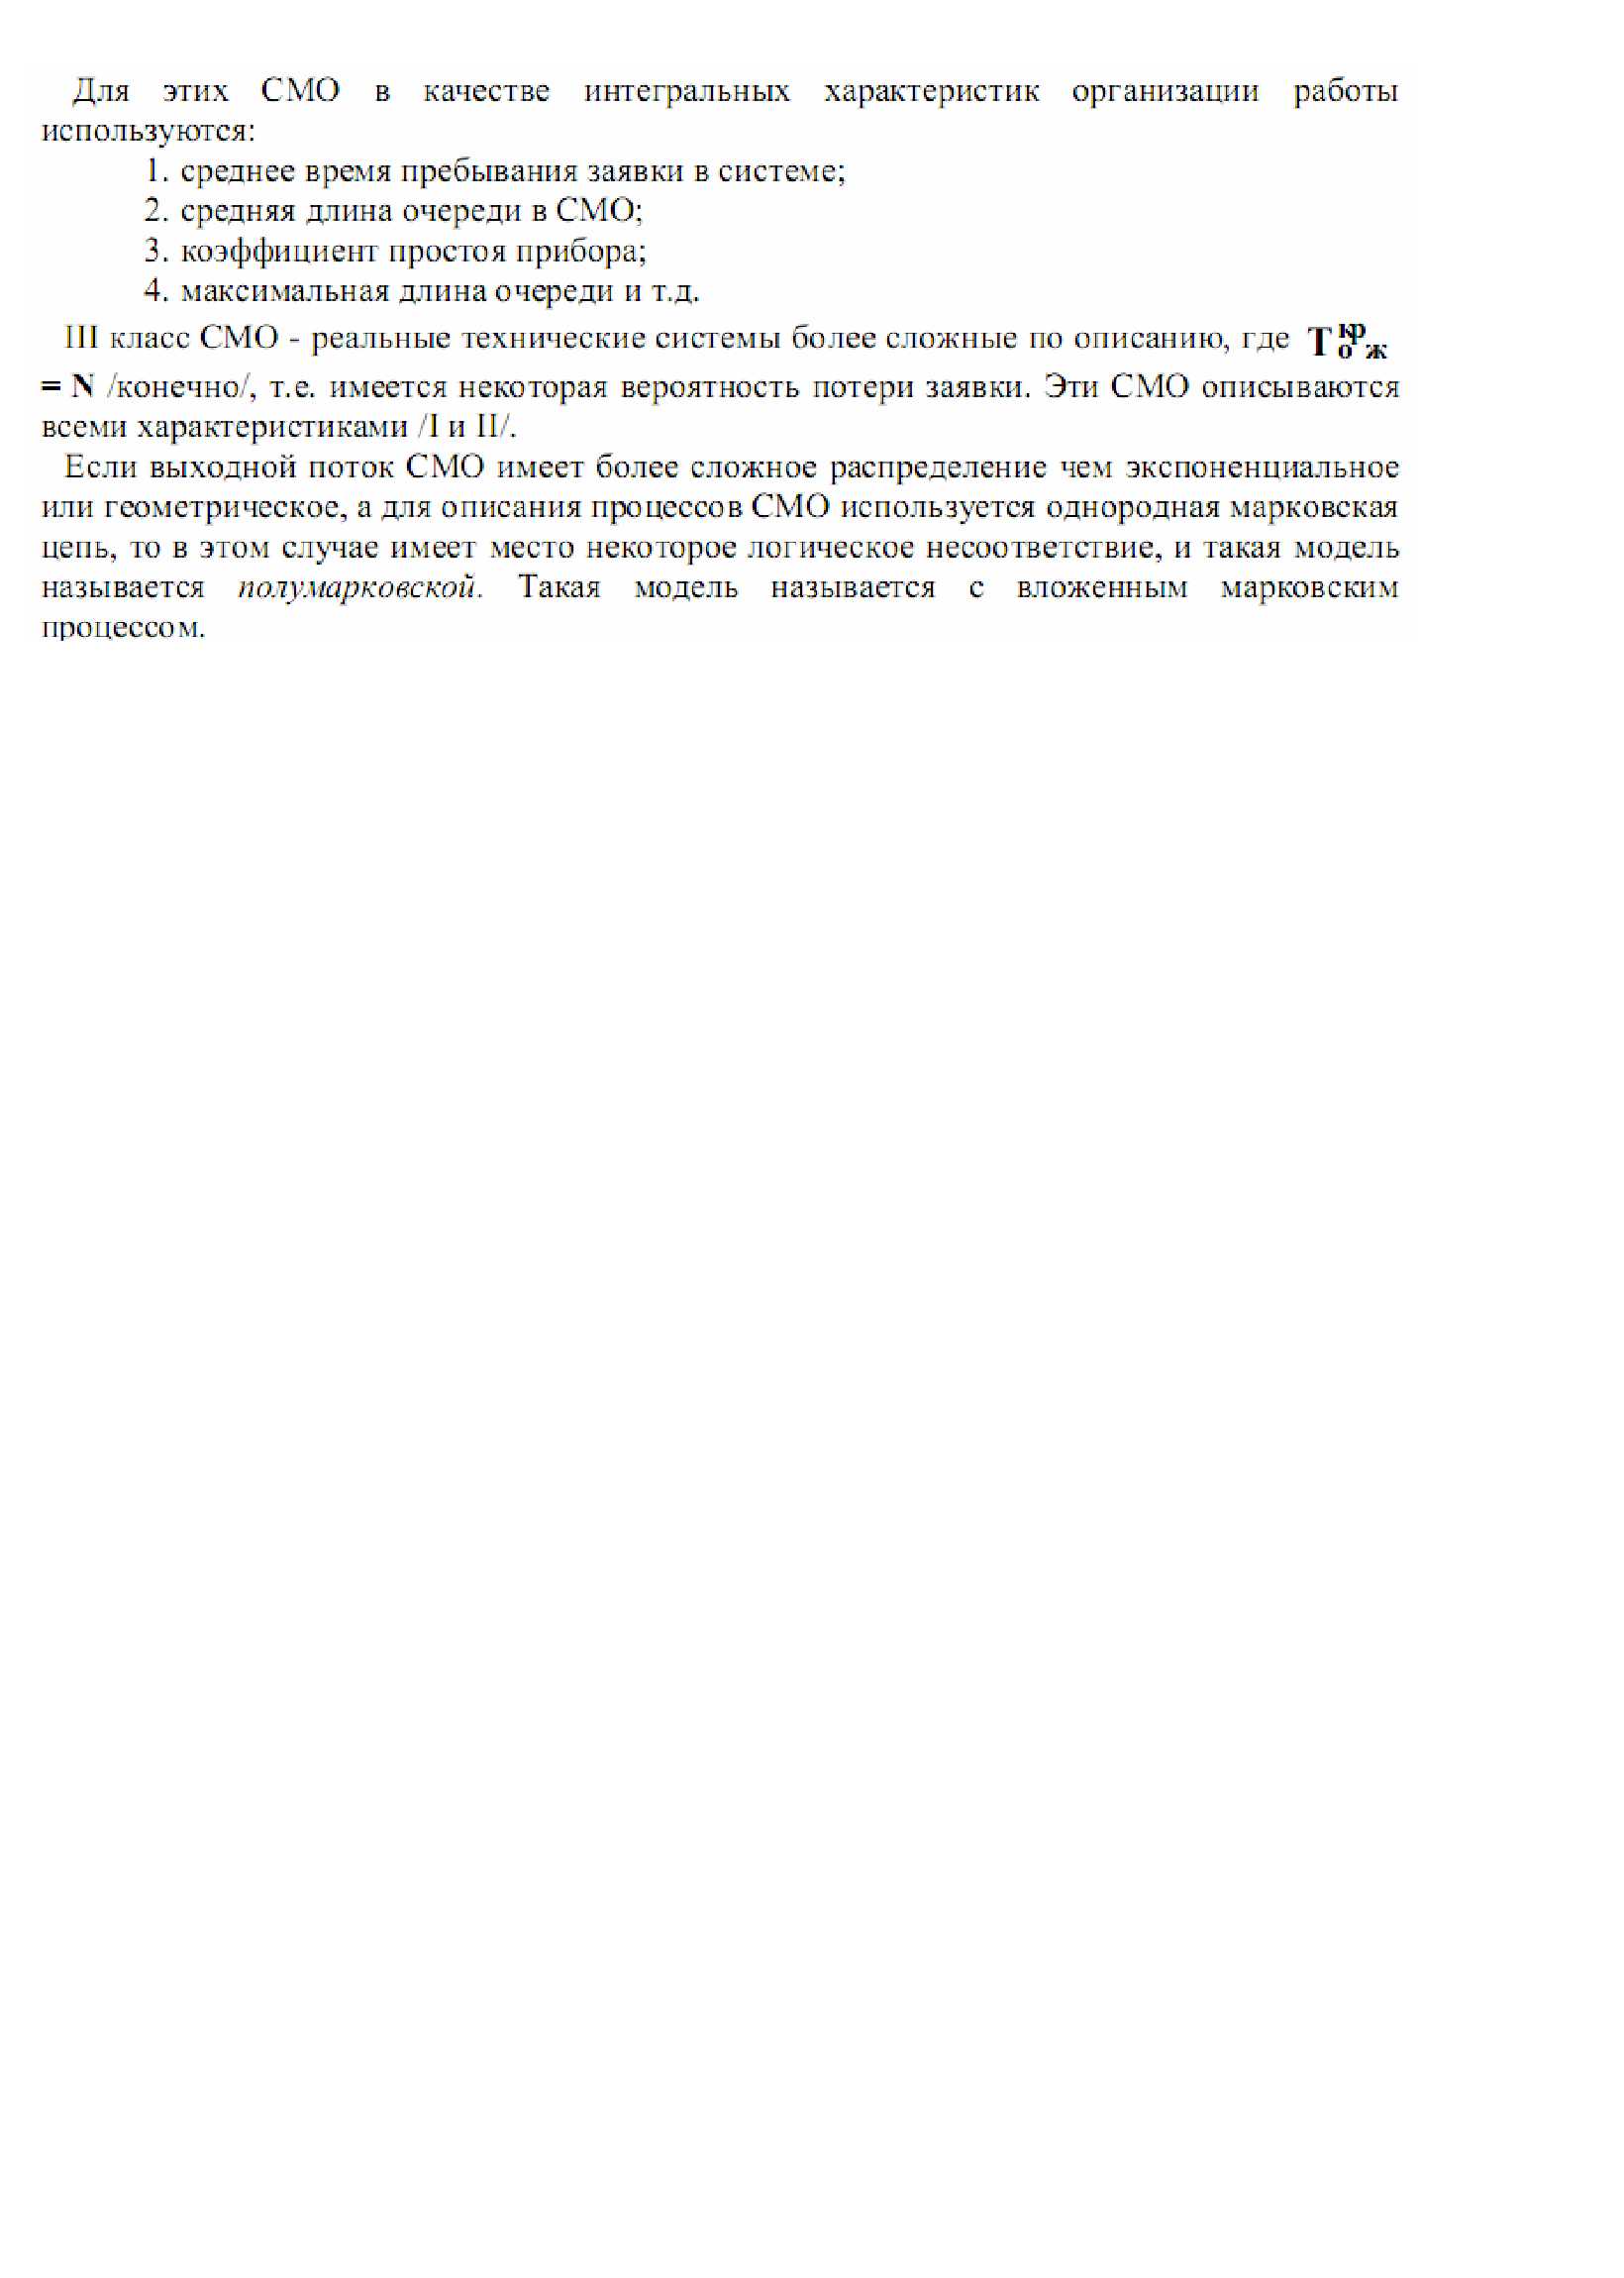 Для этих СМО в качестве интегральных характеристик организации работы
используются:
1. среднее время пребывания заявки в системе;
2. средняя длина очереди в СМО;
3. коэффициент простоя прибора;
4. максимальная длина очереди и т.д.
III класс СМО - реальные технические системы более сложные по описанию, где Т кр ож
= N /конечно/, т.е. имеется некоторая вероятность потери заявки. Эти СМО описываются
всеми характеристиками /I и II/.
Если выходной поток СМО имеет более сложное распределение чем экспоненциальное
или геометрическое, а для описания процессов СМО используется однородная марковская
цепь, то в этом случае имеет место некоторое логическое несоответствие, и такая модель
называется полумарковской. Такая модель называется с вложенным марковским
процессом.